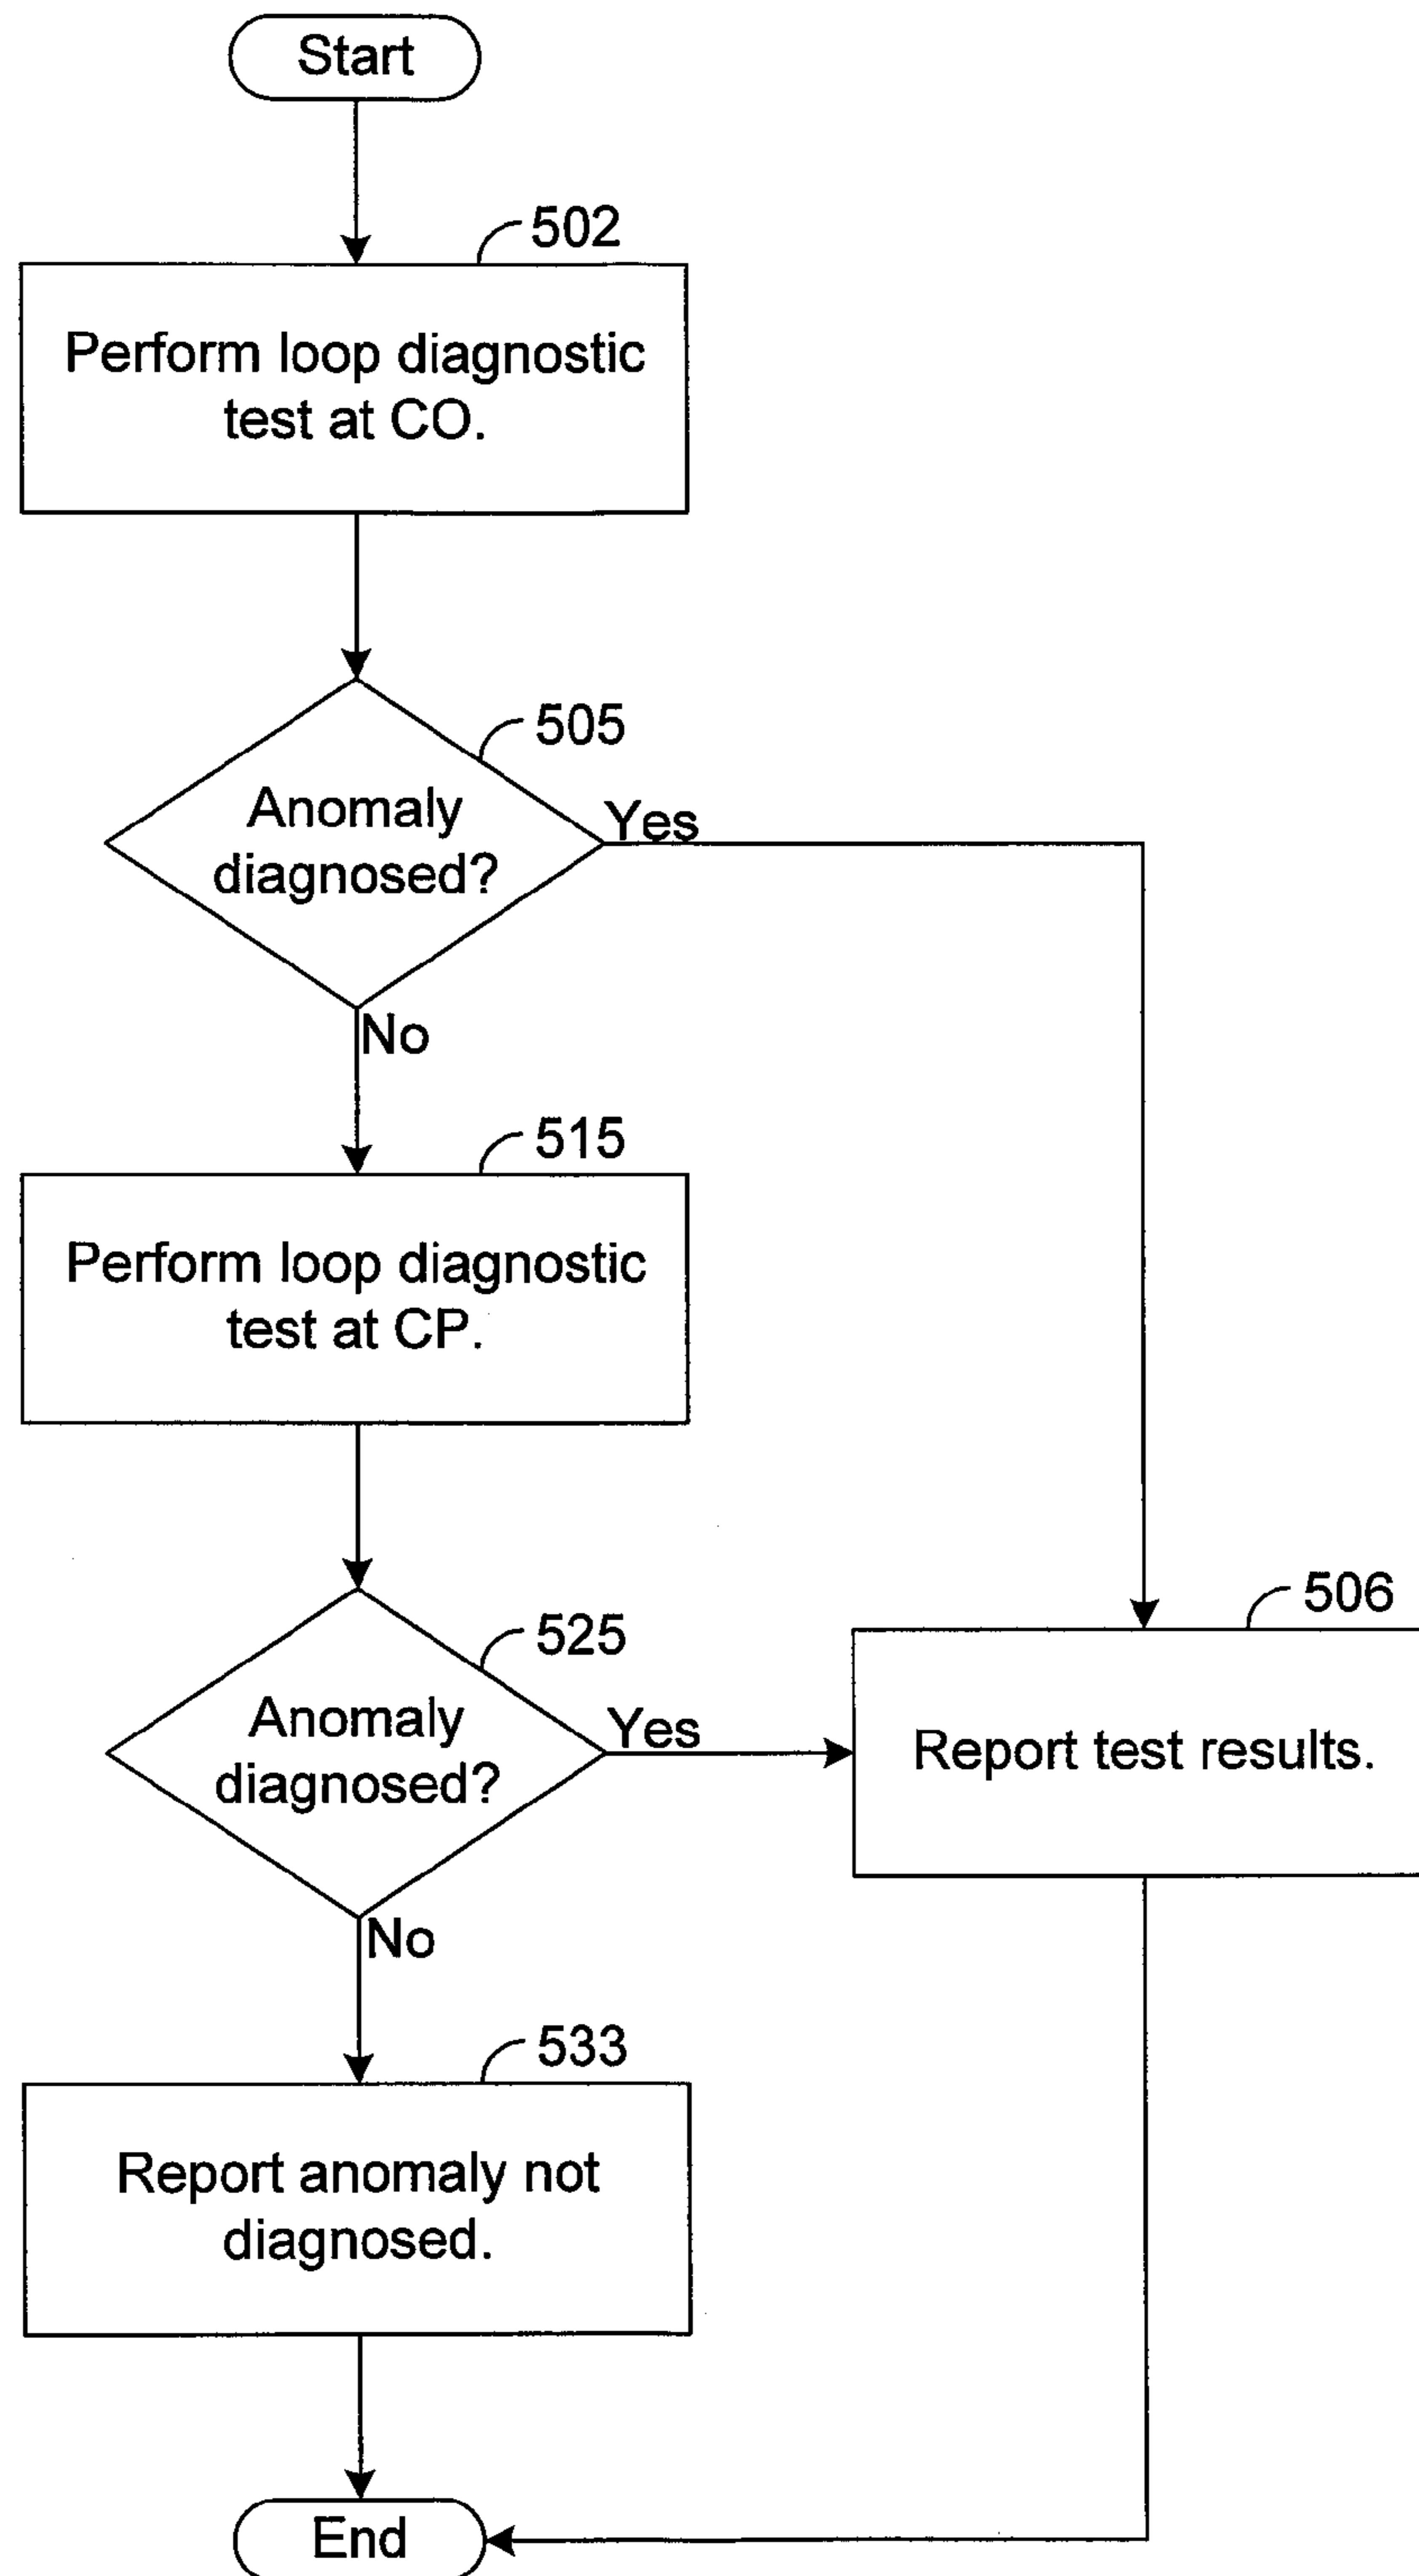 Start
502
Perform loop diagnostic
test at CO.
505
Anomaly
diagnosed?
Yes
No
515
Perform loop diagnostic
test at CP.
525
Anomaly
diagnosed?
Yes
506
Report test results.
No
533
Report anomaly not
diagnosed.
End